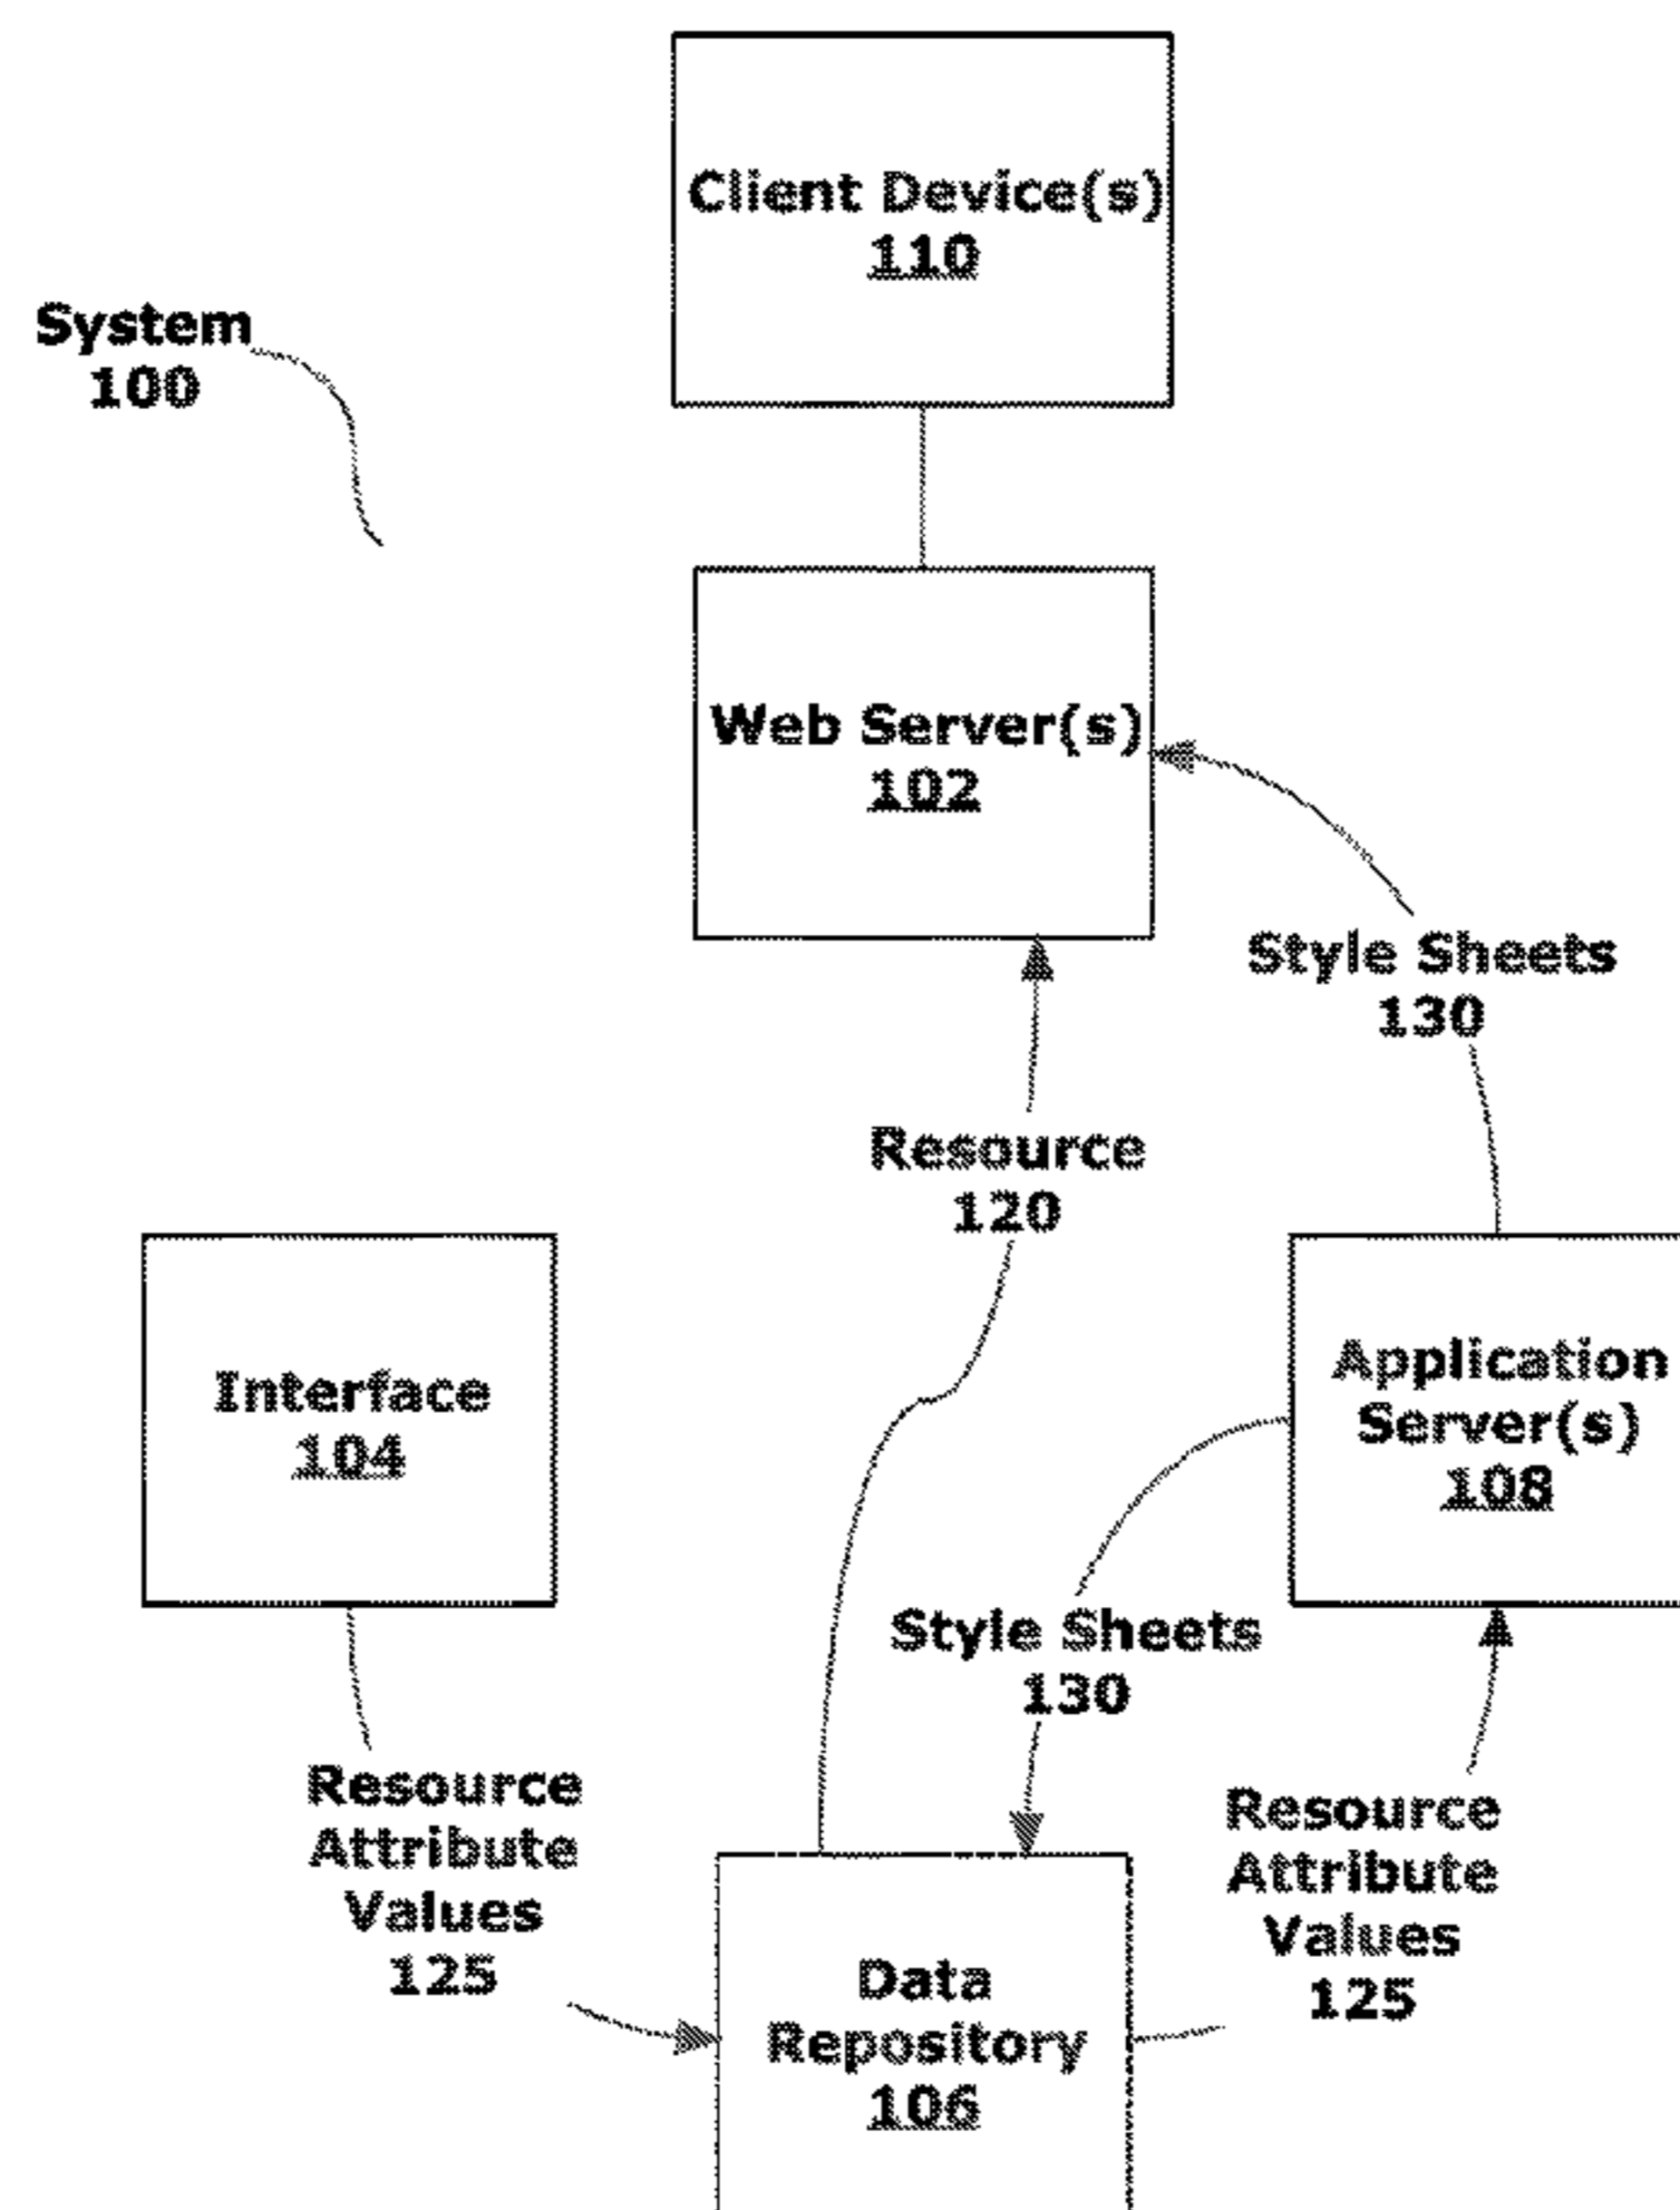 Client Device(s)
110
System
100
Web Server(s)
102
Style Sheets
130
Resource
120
Interface
104
Application
Server(s)
108
Style Sheets
130
Resource
Attribute
Values
125
Resource
Attribute
Values
125
Data
Repository
106